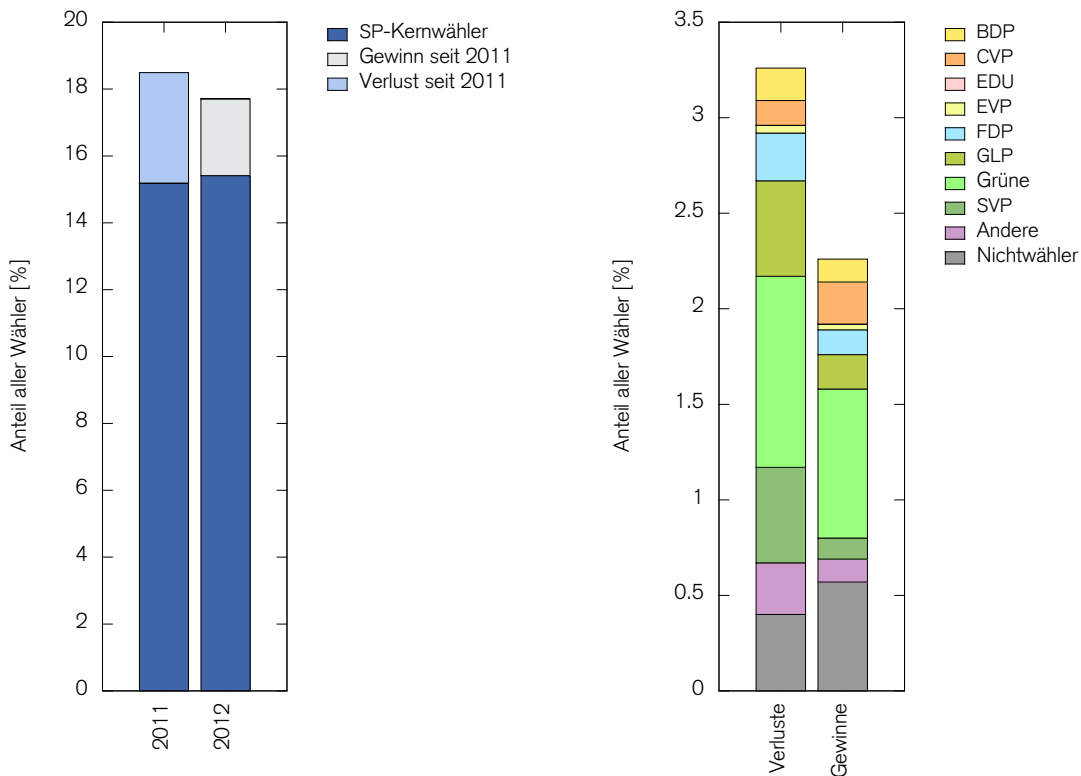 20
18
16
14
12
10
8
6
4
2
0
Anteil aller Wähler [%]
2011
2012
SP-Kernwähler
Gewinn seit 2011
Verlust seit 2011
3.5
3
2.5
2
1.5
1
0.5
0
Anteil aller Wähler [%]
Verluste
Gewinne
BDP
CVP
EDU
EVP
FDP
GLP
Grüne
SVP
Andere
Nichtwähler